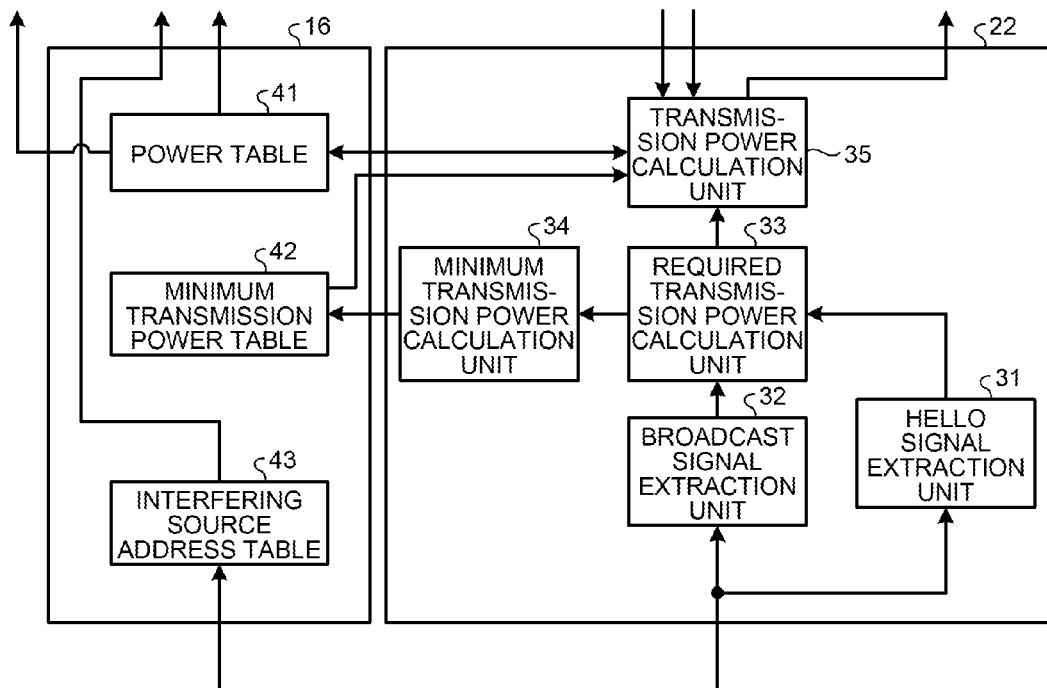 16
22
41
POWER TABLE
TRANSMIS-
SION POWER
CALCULATION
UNIT
35
42
MINIMUM
TRANSMISSION
POWER TABLE
34
MINIMUM
TRANSMIS-
SION POWER
CALCULATION
UNIT
33
REQUIRED
TRANSMIS-
SION POWER
CALCULATION
UNIT
32
BROADCAST
SIGNAL
EXTRACTION
UNIT
31
HELLO
SIGNAL
EXTRACTION
UNIT
43
INTERFERING
SOURCE
ADDRESS TABLE